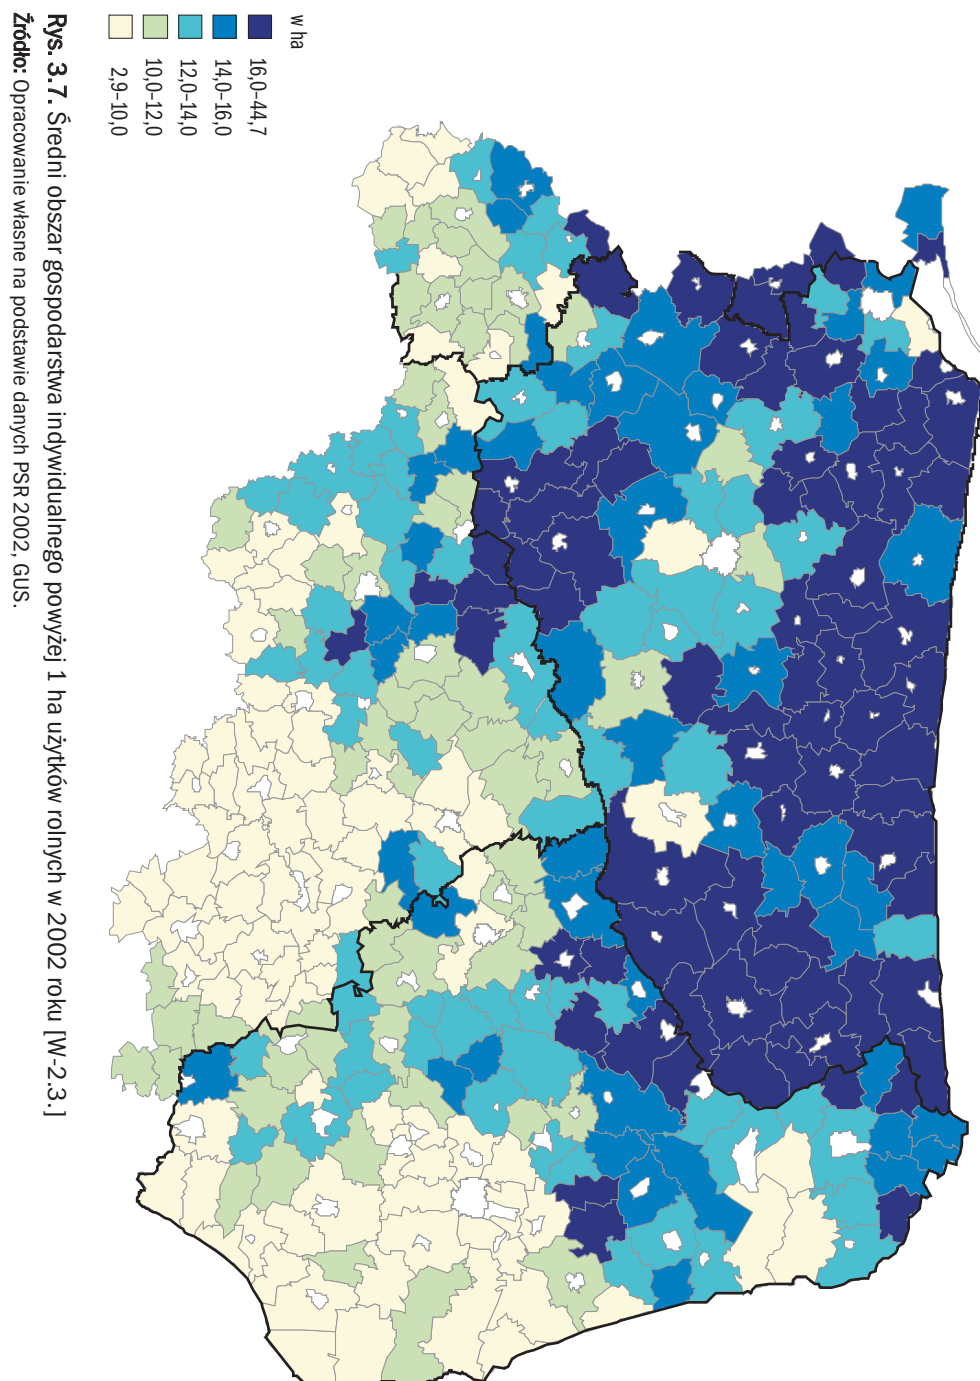 w ha
16,0–44,7
14,0–16,0
12,0–14,0
10,0–12,0
2,9–10,0
Rys. 3.7. Średni obszar gospodarstwa indywidualnego powyżej 1 ha użytków rolnych w 2002 roku [W-2.3.]
Źródło: Opracowanie własne na podstawie danych PSR 2002, GUS.